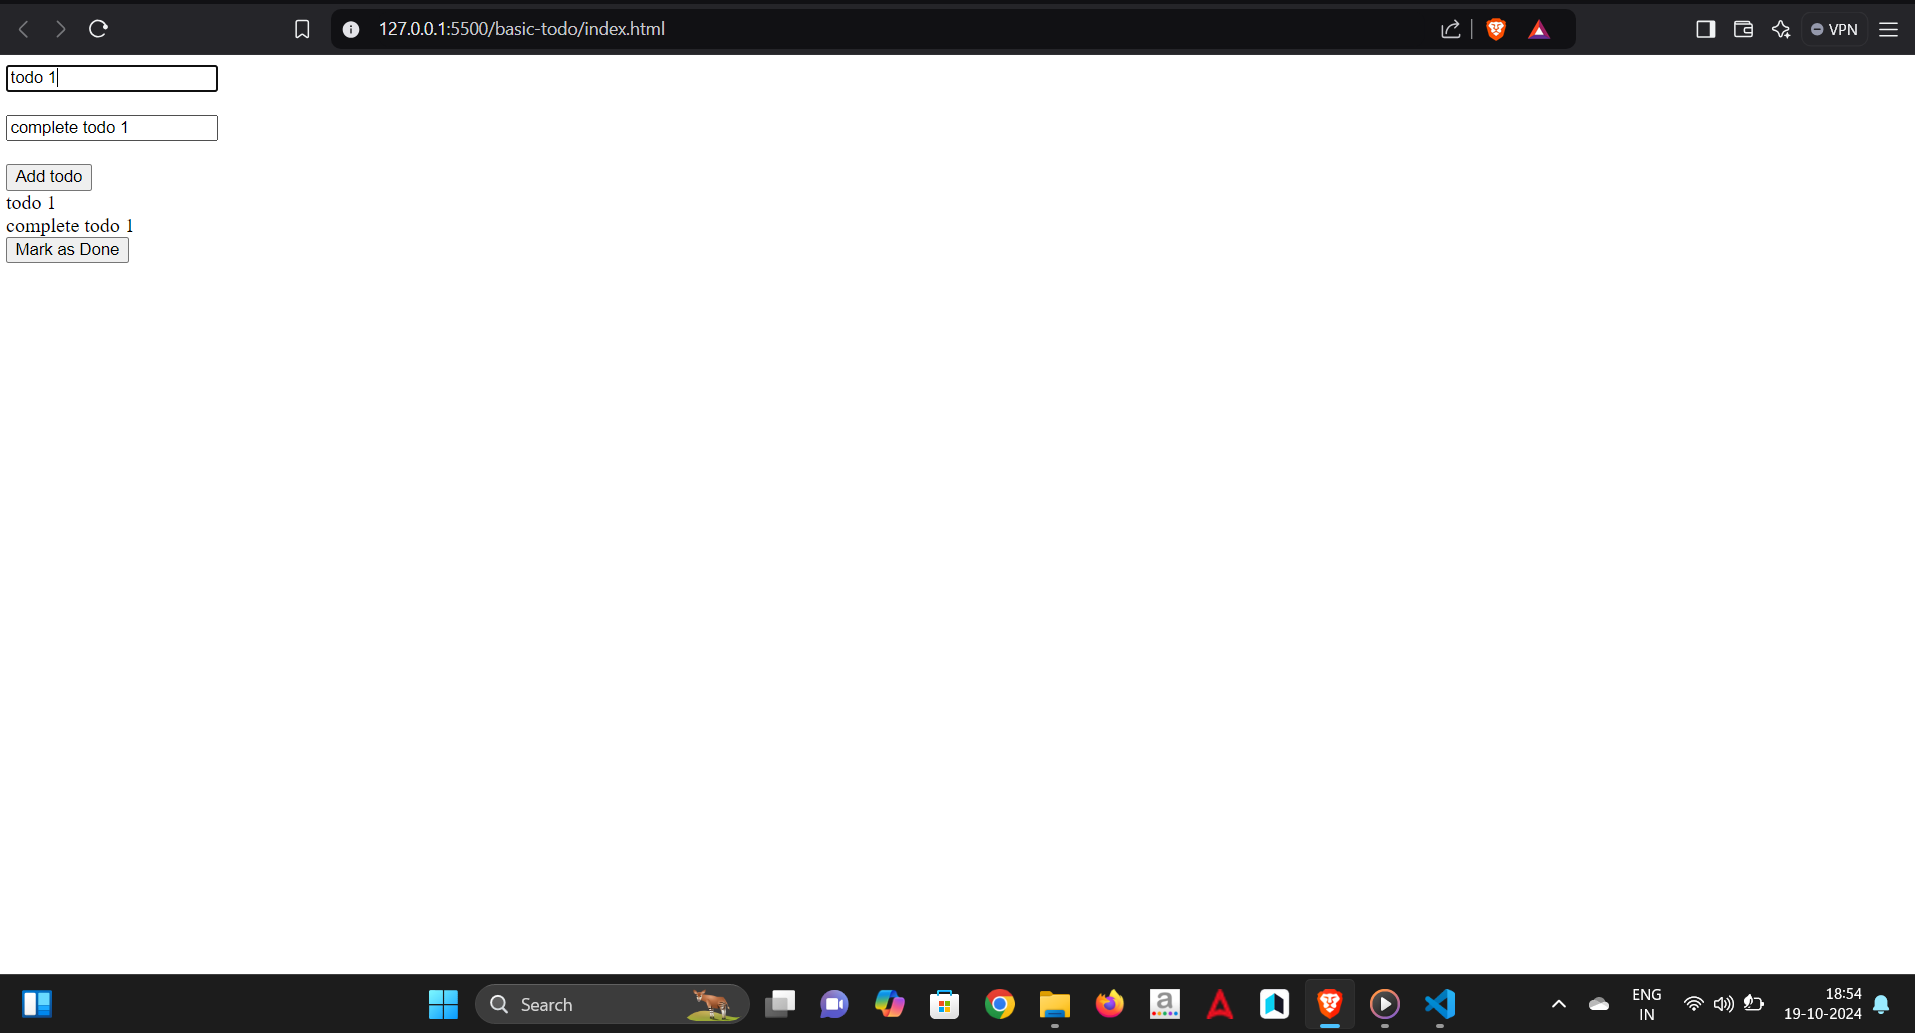 127.0.0.1:5500/basic-todo/index.html
VPN
todo 1
complete todo 1
Add todo
todo 1
complete todo 1
Mark as Done
Search
a
ENG
IN
18:54
19-10-2024